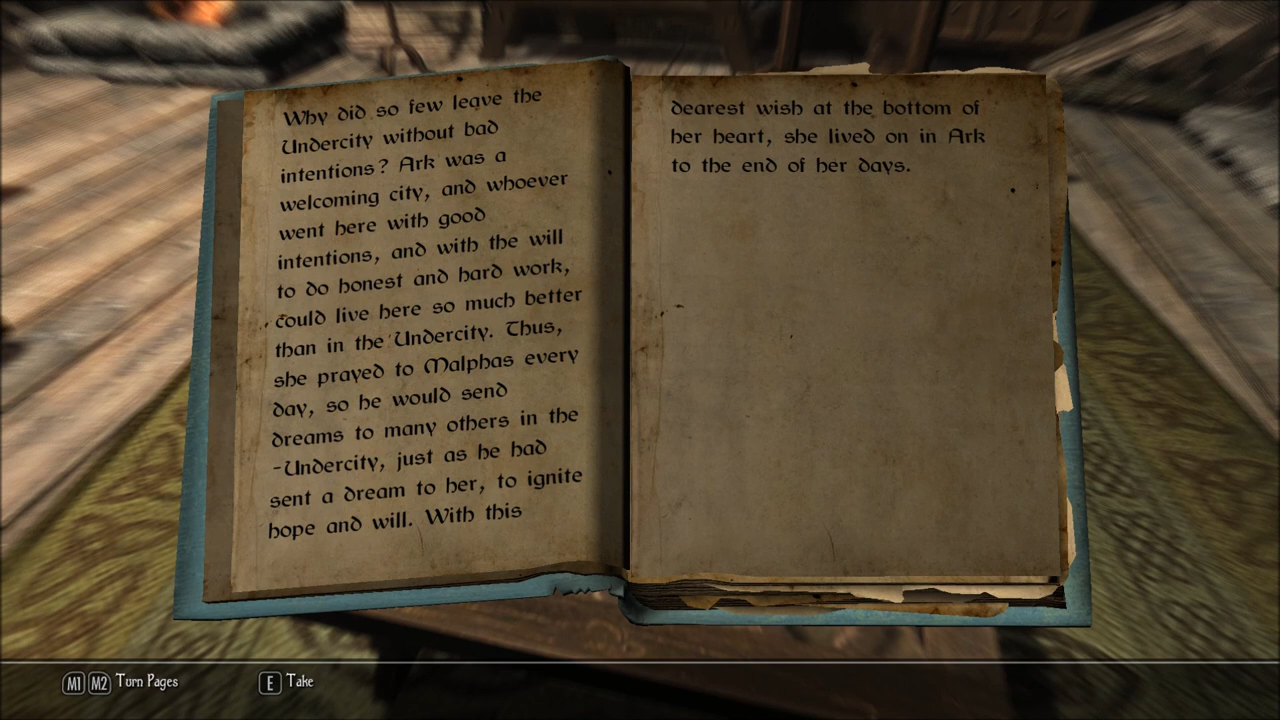 Why did so few leave the
Undercity without bad
intentions? Ark was a
welcoming city, and whoever
went here with good
intentions, and with the will
to do honest and hard work,
could live here so much better
than in the Undercity. Thus,
she prayed to Malphas every
day, so he would send
dreams to many others in the
-Undercity, just as he had
sent a dream to her, to ignite
hope and will. With this
dearest wish at the bottom of
her heart, she lived on in Ark
to the end of her days.
M1 M2 Turn Pages
E Take